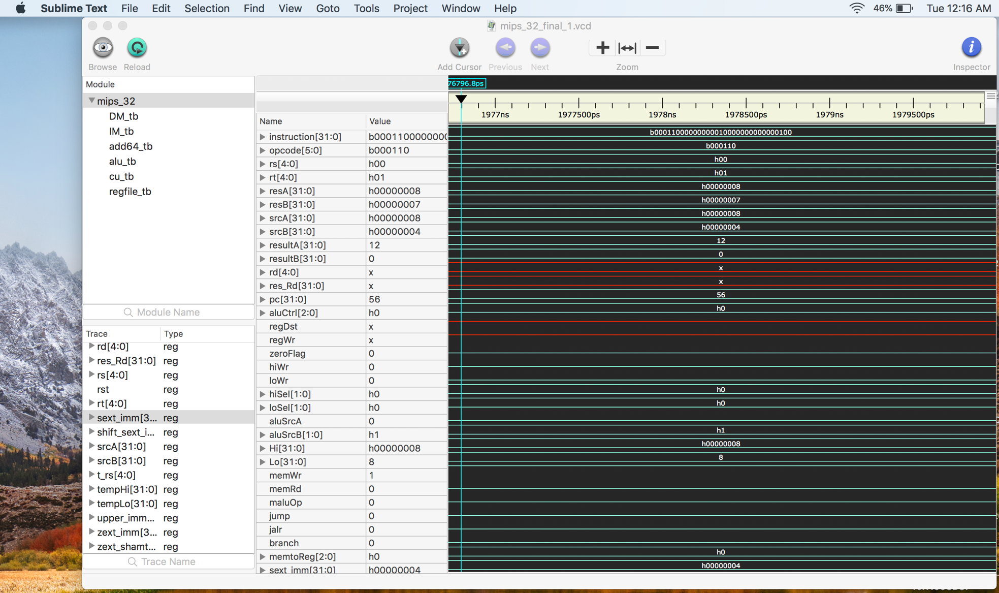 Sublime Text File Edit Selection Find View Goto Tools Project Window Help 46% Tue 12:16 AM
mips_32_final_1.vcd
Browse Reload Add Cursor Previous Next Zoom Inspector
Module
mips_32
DM_tb
IM_tb
add64_tb
alu_tb
cu_tb
regfile_tb
Module Name
Trace Type
rd[4:0] reg
res_Rd[31:0] reg
rs[4:0] reg
rst reg
rt[4:0] reg
sext_imm[3... reg
shift_sext_i... reg
srcA[31:0] reg
srcB[31:0] reg
t_rs[4:0] reg
tempHi[31:0] reg
tempLo[31:0] reg
upper_imm... reg
zext_imm[3... reg
zext_shamt... reg
Trace Name
76796.8ps
1977ns 1977500ps 1978ns 1978500ps 1979ns 1979500ps
Name Value
instruction[31:0] b00011000000000 b00011000000000010000000000000100
opcode[5:0] b000110 b000110
rs[4:0] h00 h00
rt[4:0] h01 h01
resA[31:0] h00000008 h00000008
resB[31:0] h00000007 h00000007
srcA[31:0] h00000008 h00000008
srcB[31:0] h00000004 h00000004
resultA[31:0] 12 12
resultB[31:0] 0 0
rd[4:0] x x
res_Rd[31:0] x x
pc[31:0] 56 56
aluCtrl[2:0] h0 h0
regDst x
regWr x
zeroFlag 0
hiWr 0
loWr 0
hiSel[1:0] h0 h0
loSel[1:0] h0 h0
aluSrcA 0
aluSrcB[1:0] h1 h1
Hi[31:0] h00000008 h00000008
Lo[31:0] 8 8
memWr 1
memRd 0
maluOp 0
jump 0
jalr 0
branch 0
memtoReg[2:0] h0 h0
sext_imm[31:0] h00000004 h00000004